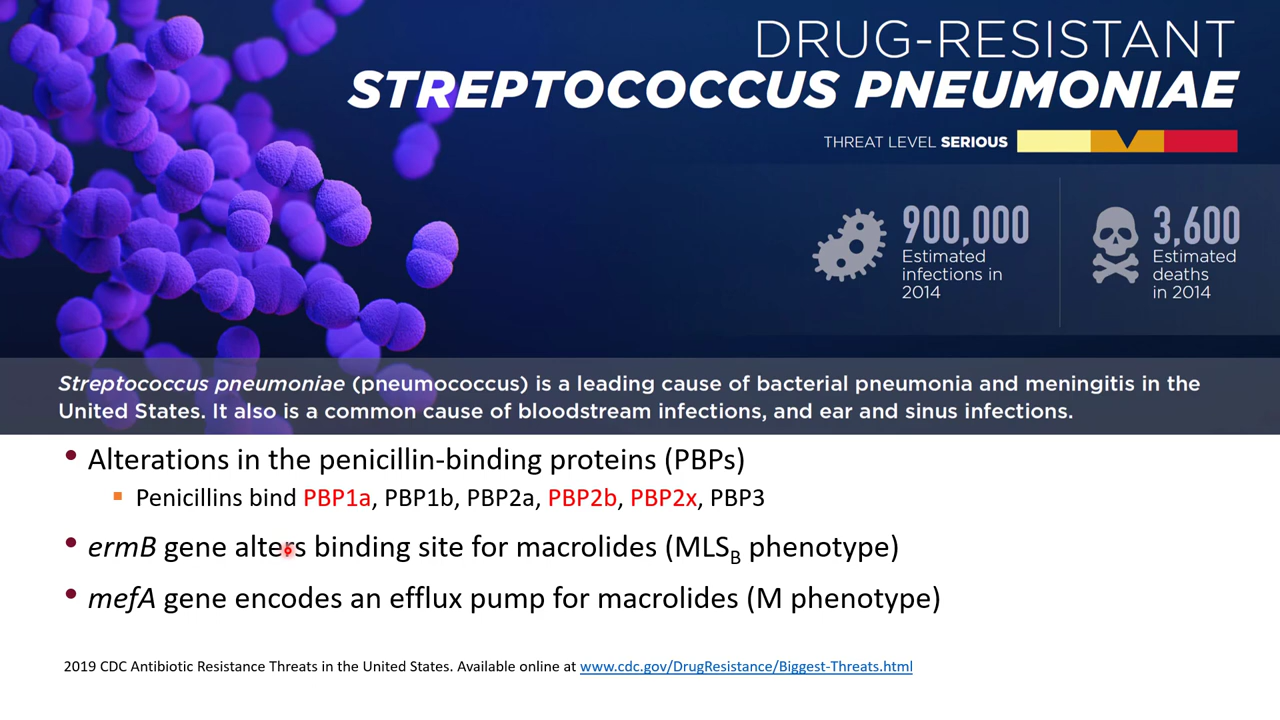 DRUG-RESISTANT
STREPTOCOCCUS PNEUMONIAE
THREAT LEVEL SERIOUS
900,000
Estimated
infections in
2014
3,600
Estimated
deaths
in 2014
Streptococcus pneumoniae (pneumococcus) is a leading cause of bacterial pneumonia and meningitis in the
United States. It also is a common cause of bloodstream infections, and ear and sinus infections.
• Alterations in the penicillin-binding proteins (PBPs)
▪ Penicillins bind PBP1a, PBP1b, PBP2a, PBP2b, PBP2x, PBP3
• ermB gene alters binding site for macrolides (MLSB phenotype)
• mefA gene encodes an efflux pump for macrolides (M phenotype)
2019 CDC Antibiotic Resistance Threats in the United States. Available online at www.cdc.gov/DrugResistance/Biggest-Threats.html